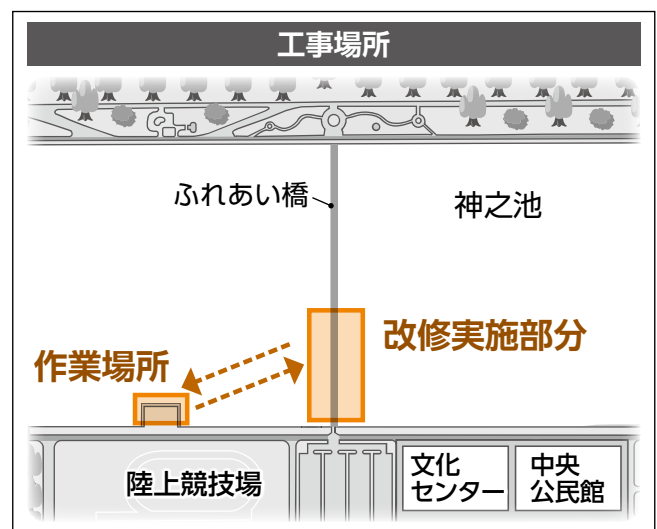 工事場所
ふれあい橋
神之池
改修実施部分
作業場所
陸上競技場
文化
センター
中央
公民館